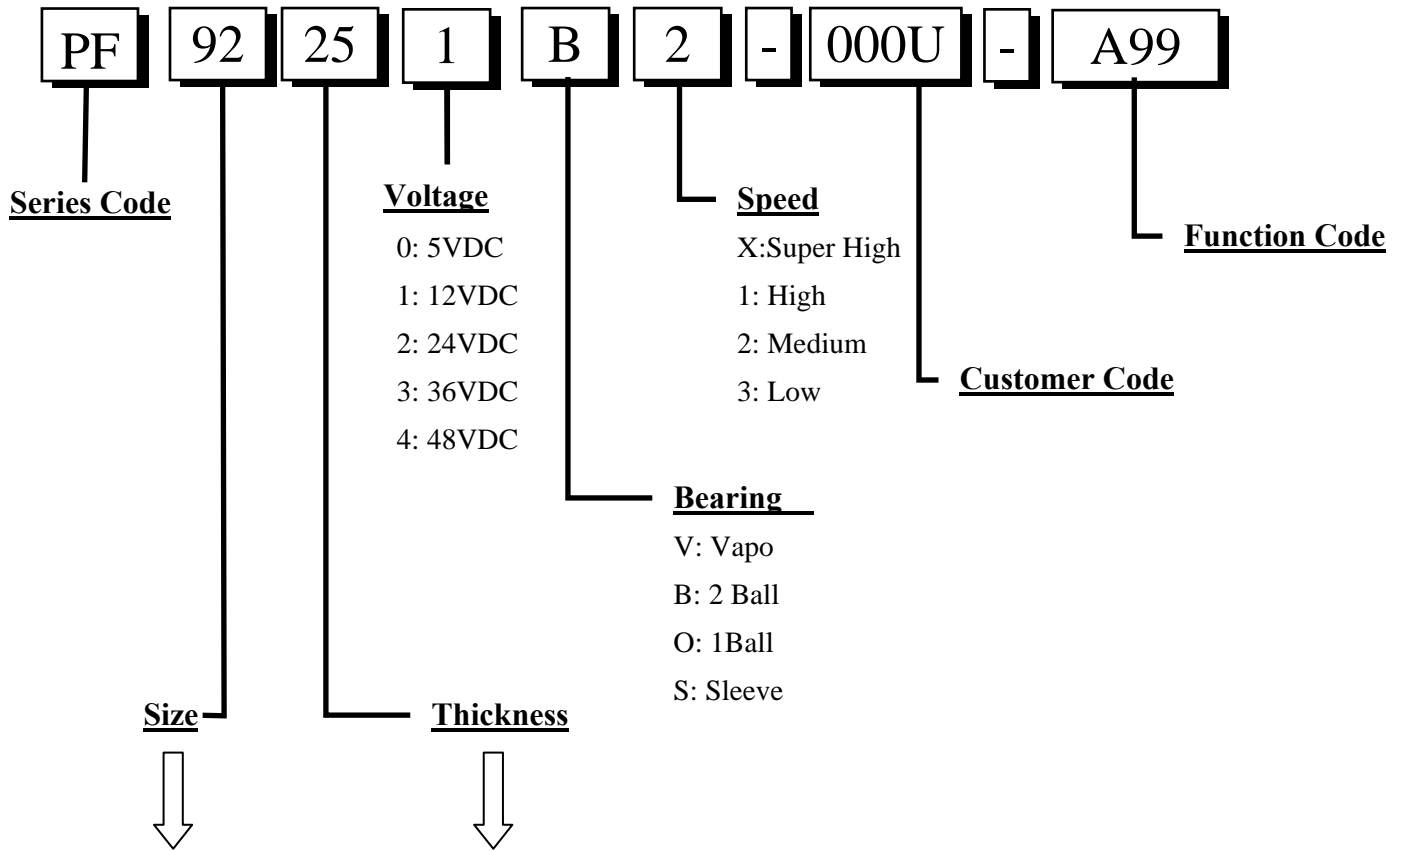 PF 92 25 1 B 2 - 000U - A99
Series Code
Voltage
0: 5VDC
1: 12VDC
2: 24VDC
3: 36VDC
4: 48VDC
Speed
X:Super High
1: High
2: Medium
3: Low
Function Code
Customer Code
Bearing
V: Vapo
B: 2 Ball
O: 1Ball
S: Sleeve
Size
Thickness